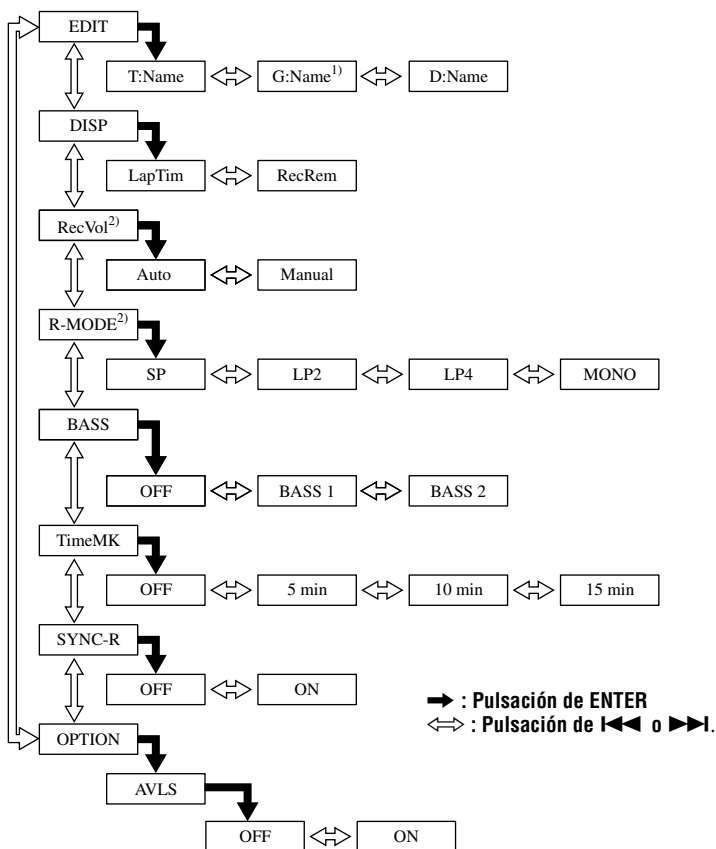 EDIT
T:Name G:Name1) D:Name
DISP
LapTim RecRem
RecVol2)
Auto Manual
R-MODE2)
SP LP2 LP4 MONO
BASS
OFF BASS 1 BASS 2
TimeMK
OFF 5 min 10 min 15 min
SYNC-R
OFF ON
: Pulsación de ENTER
: Pulsación de I◀◀ o ▶▶I.
OPTION
AVLS
OFF ON